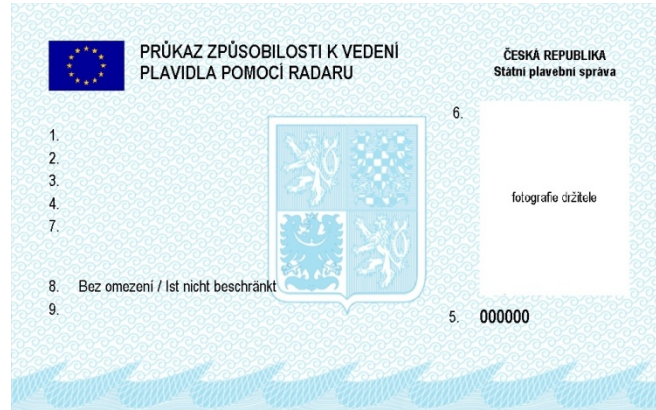 PRŮKAZ ZPŮSOBILOSTI K VEDENÍ
PLAVIDLA POMOCÍ RADARU
ČESKÁ REPUBLIKA
Státní plavební správa
1.
2.
3.
4.
7.
8. Bez omezení / Ist nicht beschränkt
9.
6.
fotografie držitele
5. 000000